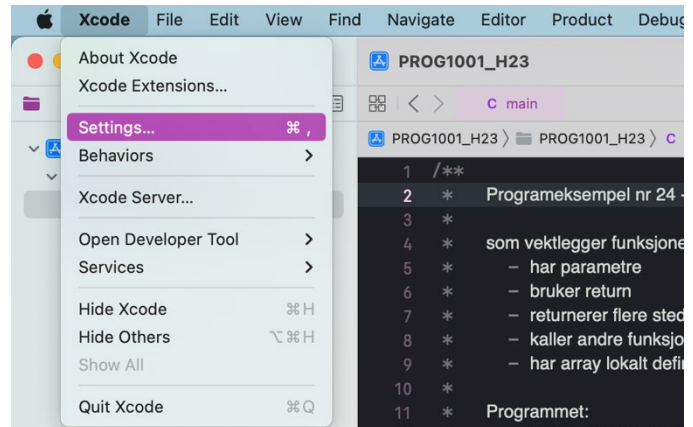 Xcode File Edit View Find Navigate Editor Product Debug
About Xcode
Xcode Extensions...
Settings... ⌘ ,
Behaviors >
Xcode Server...
Open Developer Tool >
Services >
Hide Xcode ⌘H
Hide Others ⌥⌘H
Show All
Quit Xcode ⌘Q
PROG1001_H23
C main
PROG1001_H23 〉 PROG1001_H23 〉 C
1 /**
2 * Programeksempel nr 24 -
3 *
4 * som vektlegger funksjone
5 * – har parametre
6 * – bruker return
7 * – returnerer flere sted
8 * – kaller andre funksjo
9 * – har array lokalt defin
10 *
11 * Programmet: